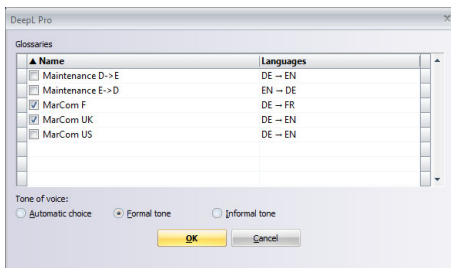 DeepL Pro
Glossaries
▲ Name Languages
Maintenance D->E DE → EN
Maintenance E->D EN → DE
MarCom F DE → FR
MarCom UK DE → EN
MarCom US DE → EN
Tone of voice:
Automatic choice Formal tone Informal tone
OK Cancel